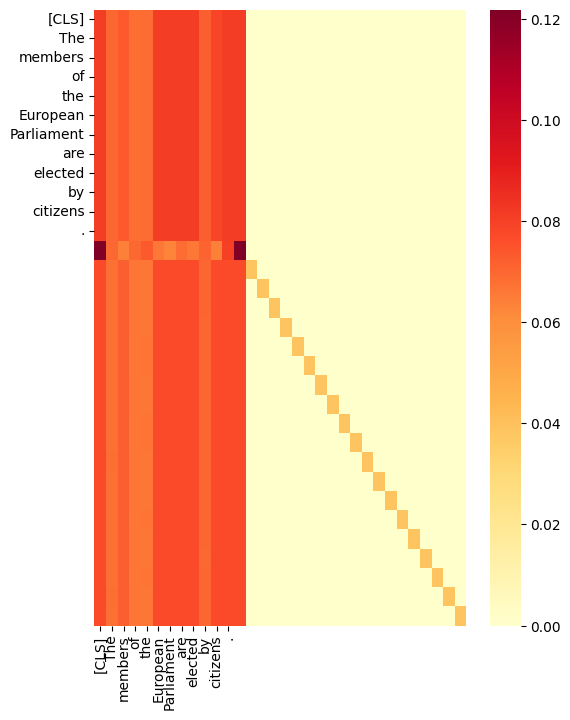 [CLS]
The
members
of
the
European
Parliament
are
elected
by
citizens
.
0.12
0.10
0.08
0.06
0.04
0.02
0.00
[CLS]
The
members
of
the
European
Parliament
are
elected
by
citizens
.